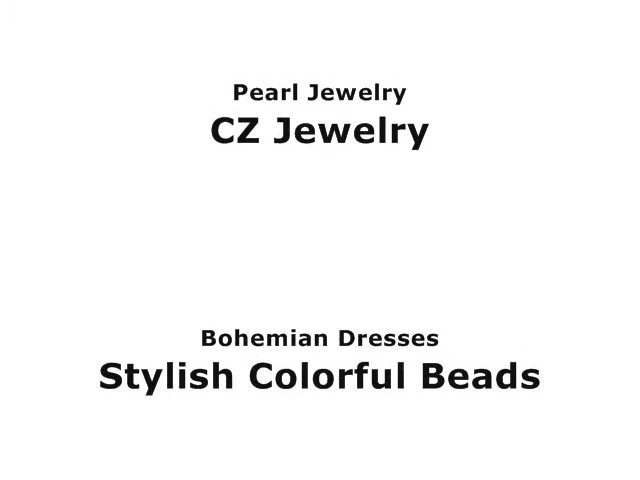 Pearl Jewelry
CZ Jewelry
Bohemian Dresses
Stylish Colorful Beads